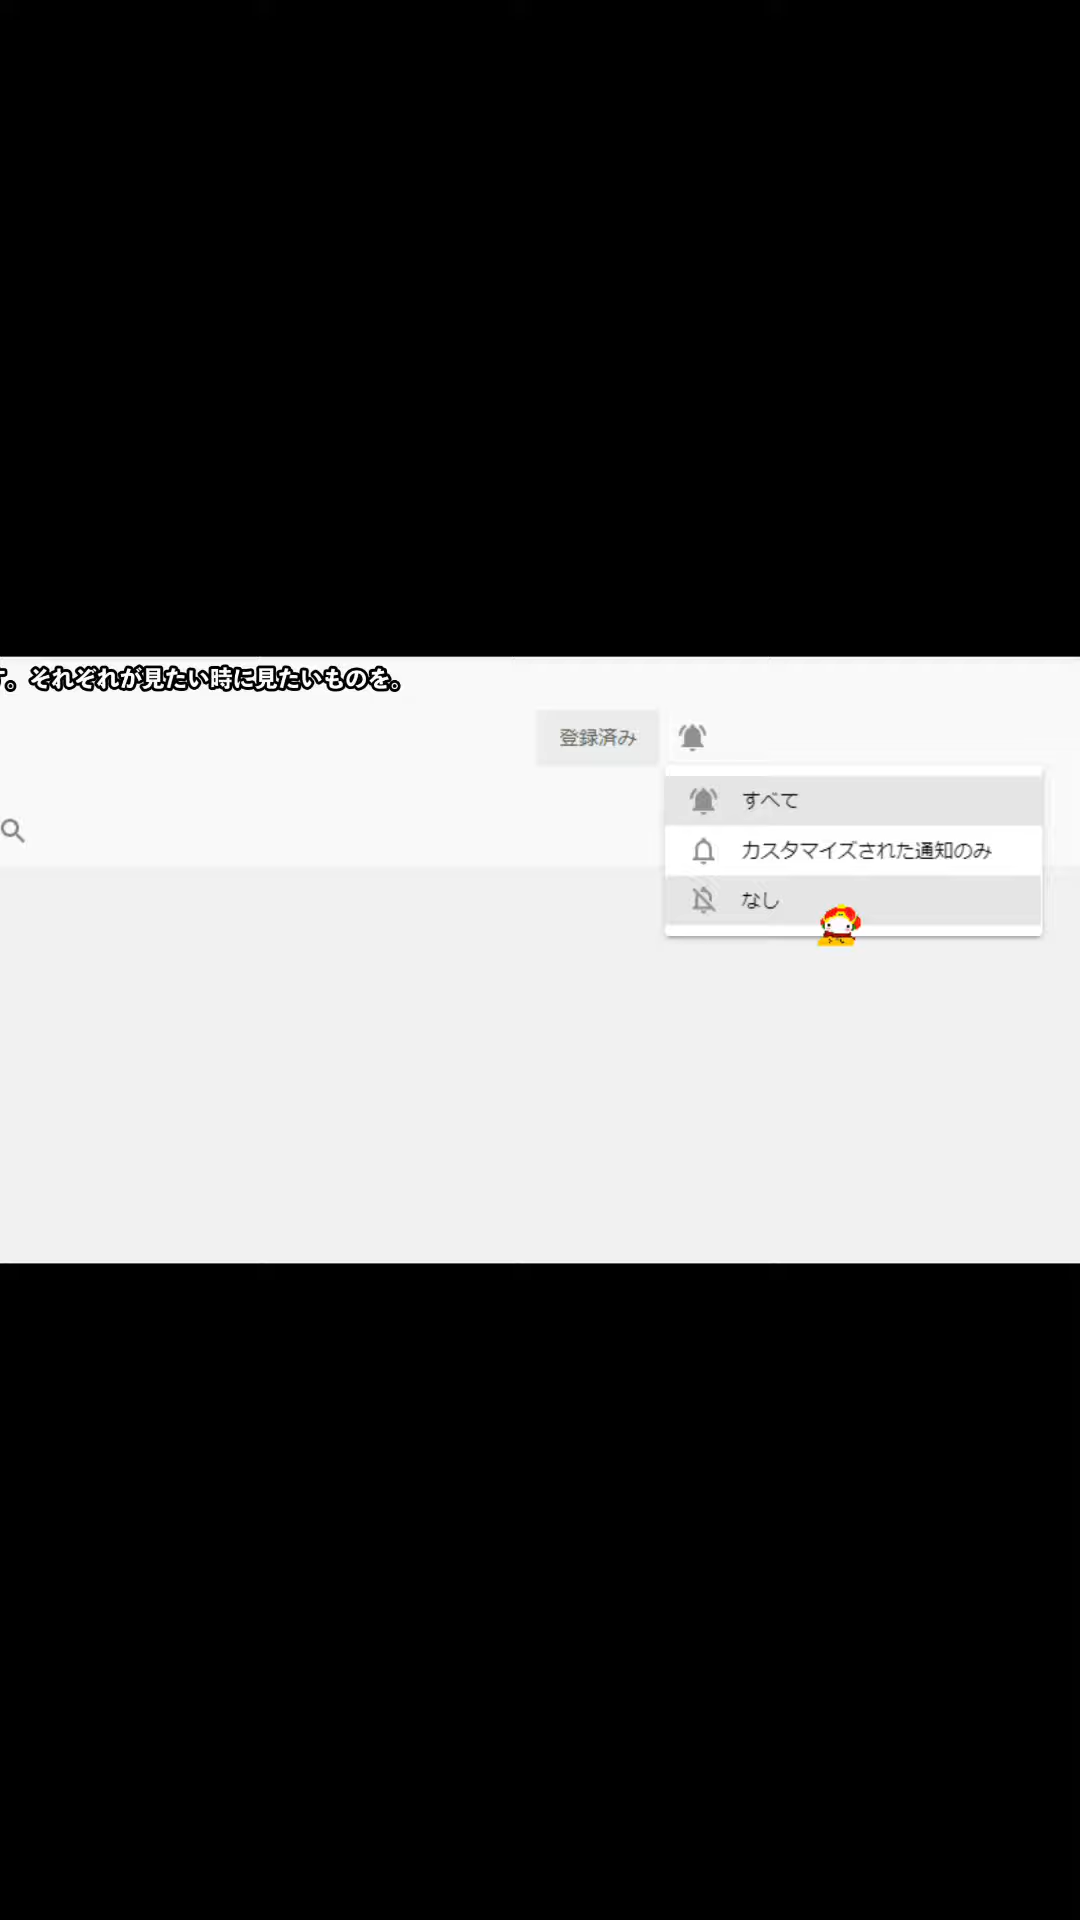 。それぞれが見たい時に見たいものを。
登録済み
すべて
カスタマイズされた通知のみ
なし